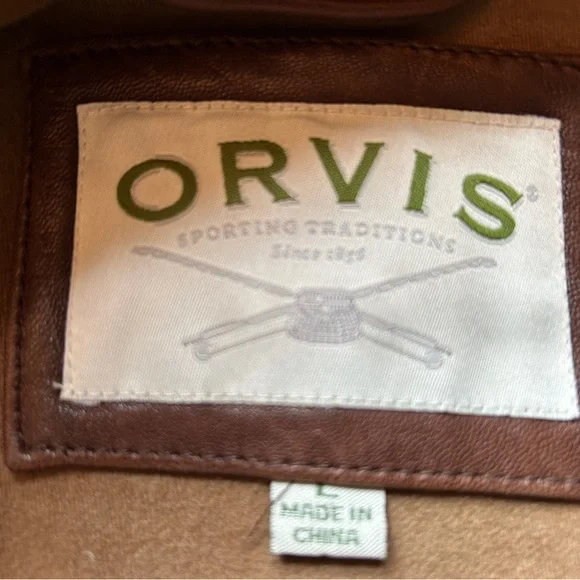 ORVIS®
SPORTING TRADITIONS
Since 1856
L
MADE IN
CHINA